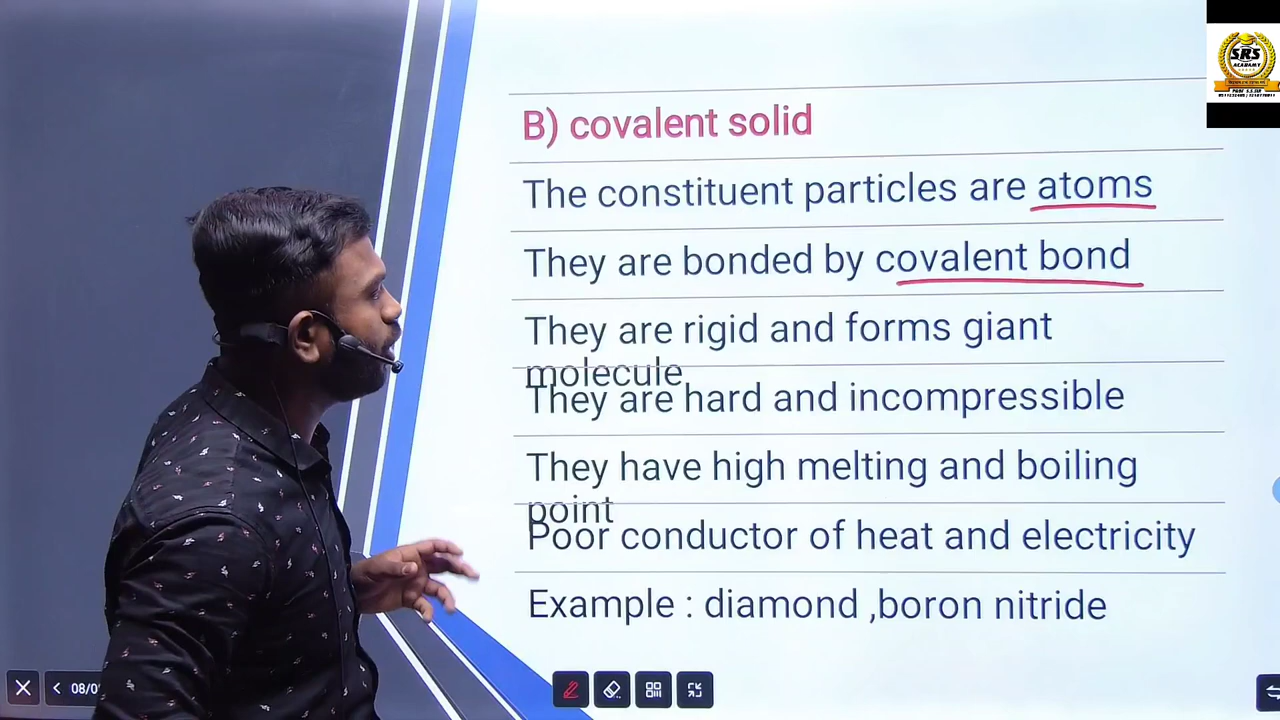 SRS
ACADEMY
B) covalent solid
The constituent particles are atoms
They are bonded by covalent bond
They are rigid and forms giant
molecule
They are hard and incompressible
They have high melting and boiling
point
Poor conductor of heat and electricity
Example : diamond ,boron nitride
08/0